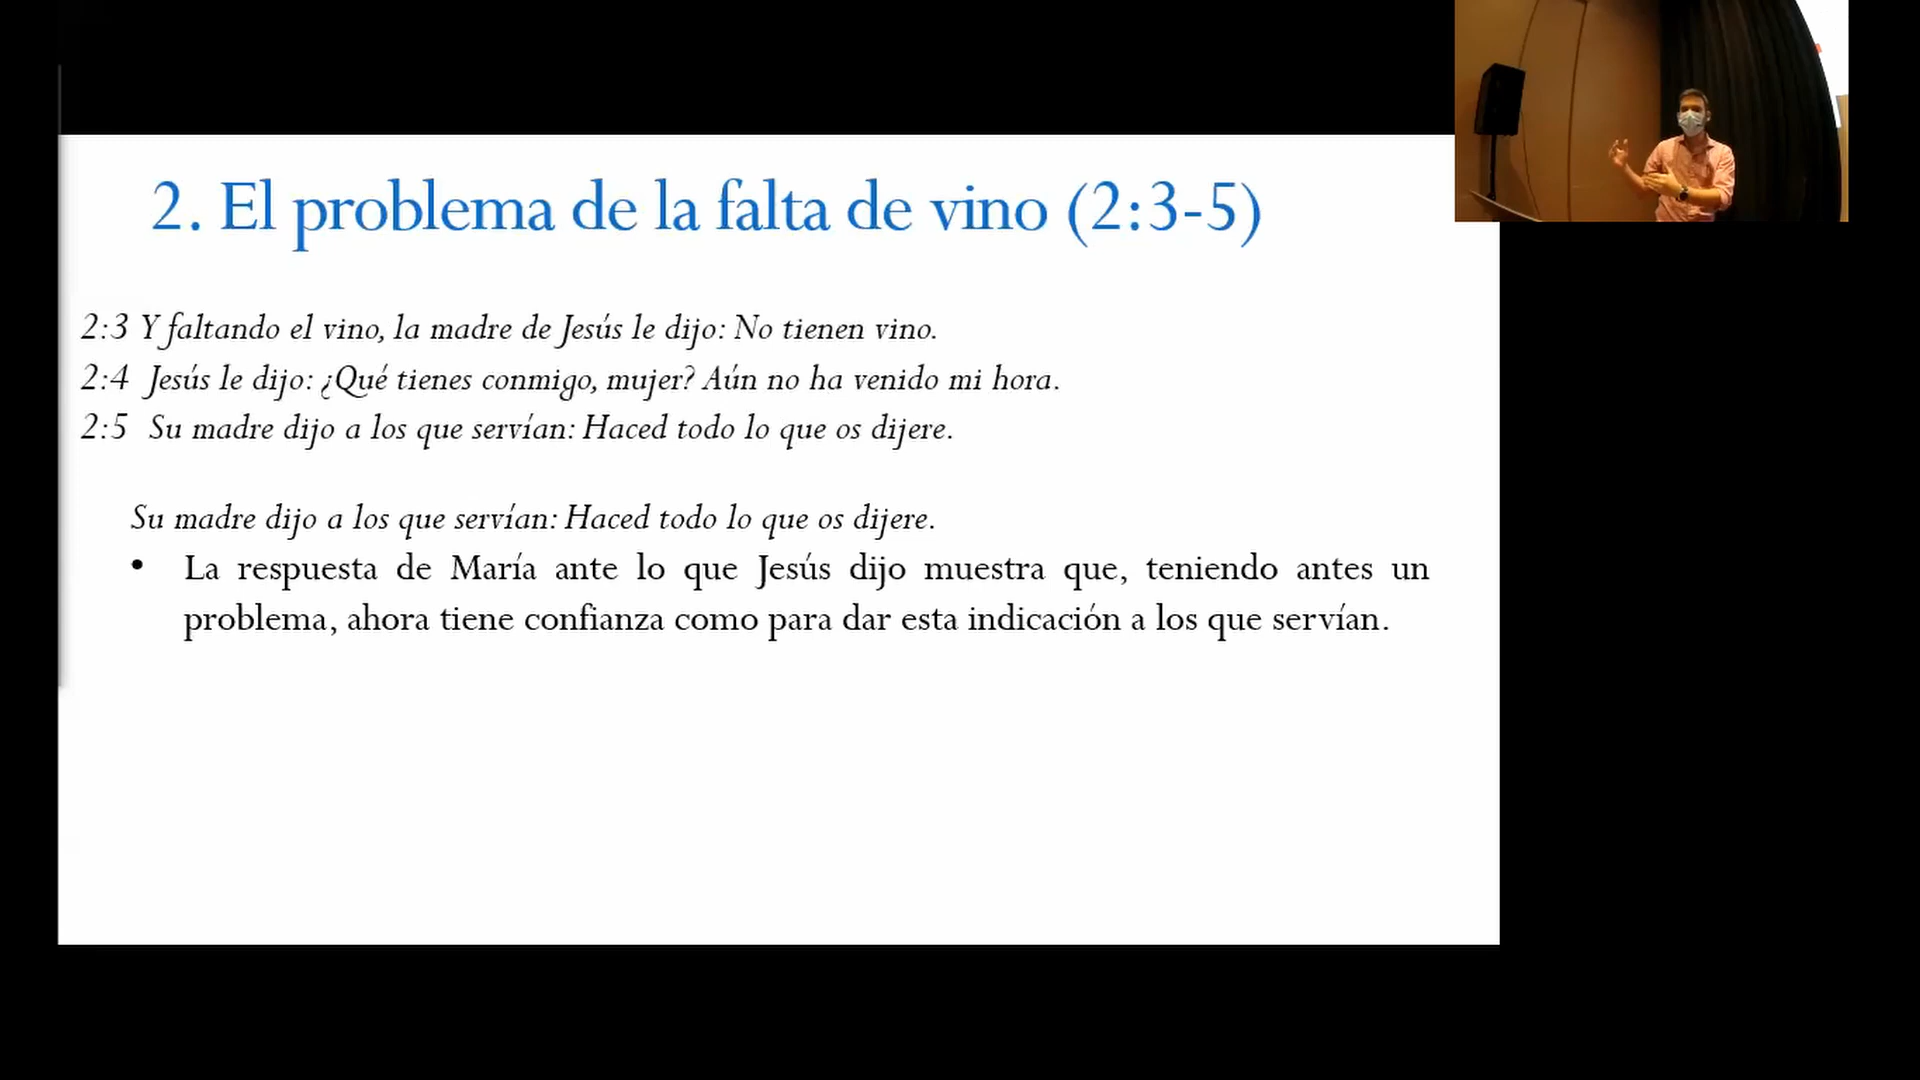 2. El problema de la falta de vino (2:3-5)
2:3 Y faltando el vino, la madre de Jesús le dijo: No tienen vino.
2:4 Jesús le dijo: ¿Qué tienes conmigo, mujer? Aún no ha venido mi hora.
2:5 Su madre dijo a los que servían: Haced todo lo que os dijere.
Su madre dijo a los que servían: Haced todo lo que os dijere.
• La respuesta de María ante lo que Jesús dijo muestra que, teniendo antes un
problema, ahora tiene confianza como para dar esta indicación a los que servían.